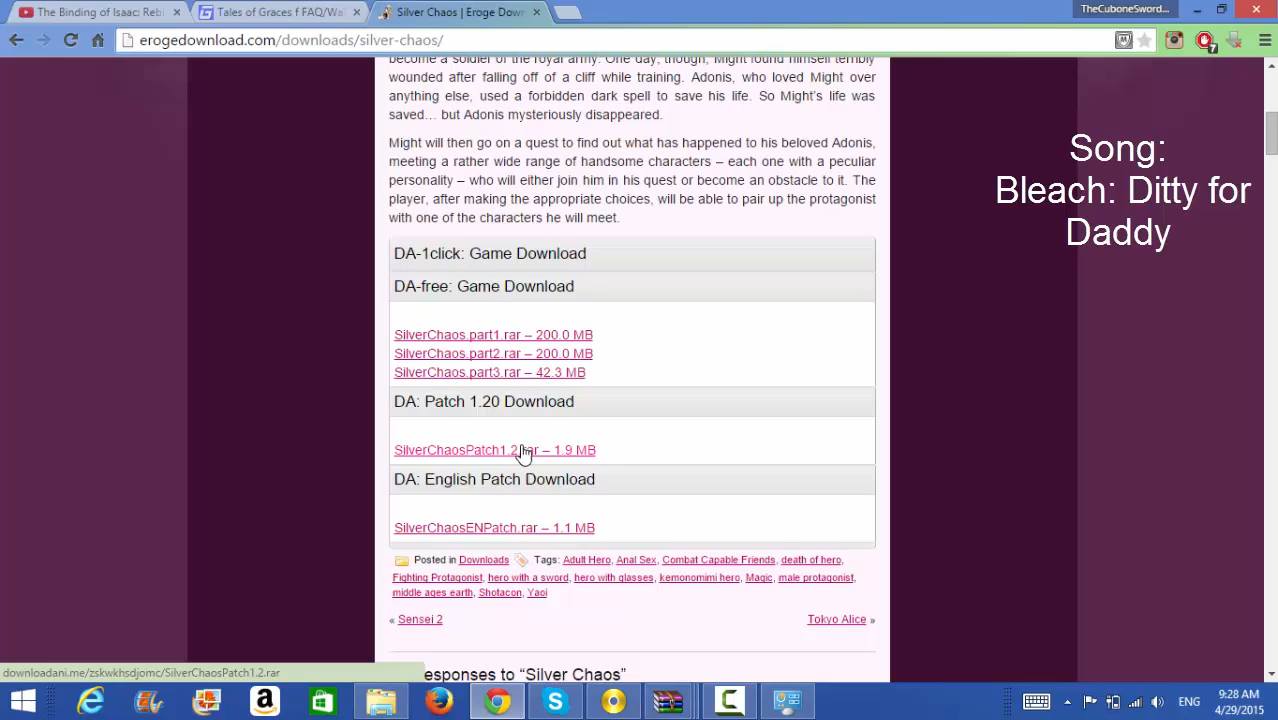 The Binding of Isaac: Rebi
Tales of Graces f FAQ/Wal
Silver Chaos | Eroge Down
TheCuboneSword...
erogedownload.com/downloads/silver-chaos/
7
become a soldier of the royal army. One day, though, Might found himself terribly
wounded after falling off of a cliff while training. Adonis, who loved Might over
anything else, used a forbidden dark spell to save his life. So Might's life was
saved… but Adonis mysteriously disappeared.
Might will then go on a quest to find out what has happened to his beloved Adonis,
meeting a rather wide range of handsome characters – each one with a peculiar
personality – who will either join him in his quest or become an obstacle to it. The
player, after making the appropriate choices, will be able to pair up the protagonist
with one of the characters he will meet.
Song:
Bleach: Ditty for
Daddy
DA-1click: Game Download
DA-free: Game Download
SilverChaos.part1.rar – 200.0 MB
SilverChaos.part2.rar – 200.0 MB
SilverChaos.part3.rar – 42.3 MB
DA: Patch 1.20 Download
SilverChaosPatch1.2.rar – 1.9 MB
DA: English Patch Download
SilverChaosENPatch.rar – 1.1 MB
Posted in Downloads Tags: Adult Hero, Anal Sex, Combat Capable Friends, death of hero,
Fighting Protagonist, hero with a sword, hero with glasses, kemonomimi hero, Magic, male protagonist,
middle ages earth, Shotacon, Yaoi
« Sensei 2
Tokyo Alice »
esponses to “Silver Chaos”
downloadani.me/zskwkhsdjomc/SilverChaosPatch1.2.rar
ENG
9:28 AM
4/29/2015